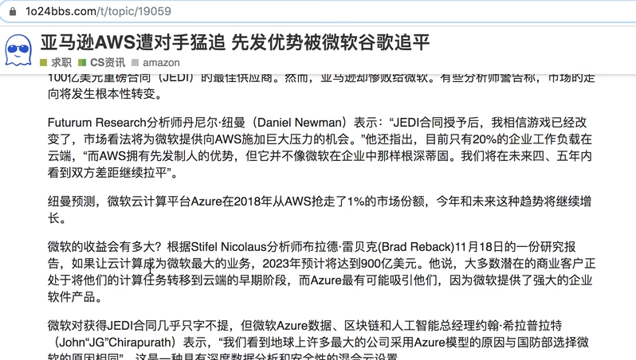 1o24bbs.com/t/topic/19059
亚马逊AWS遭对手猛追 先发优势被微软谷歌追平
求职 CS资讯 amazon
100亿美元重磅合同（JEDI）的最佳供应商。然而，亚马逊却惨败给微软。有些分析师警告称，市场的走
向将发生根本性转变。
Futurum Research分析师丹尼尔·纽曼（Daniel Newman）表示：“JEDI合同授予后，我相信游戏已经改
变了，市场看法将为微软提供向AWS施加巨大压力的机会。”他还指出，目前只有20%的企业工作负载在
云端，“而AWS拥有先发制人的优势，但它并不像微软在企业中那样根深蒂固。我们将在未来四、五年内
看到双方差距继续拉平”。
纽曼预测，微软云计算平台Azure在2018年从AWS抢走了1%的市场份额，今年和未来这种趋势将继续增
长。
微软的收益会有多大？根据Stifel Nicolaus分析师布拉德·雷贝克(Brad Reback)11月18日的一份研究报
告，如果让云计算成为微软最大的业务，2023年预计将达到900亿美元。他说，大多数潜在的商业客户正
处于将他们的计算任务转移到云端的早期阶段，而Azure最有可能吸引他们，因为微软提供了强大的企业
软件产品。
微软对获得JEDI合同几乎只字不提，但微软Azure数据、区块链和人工智能总经理约翰·希拉普拉特
（John“JG”Chirapurath）表示，“我们看到地球上许多最大的公司采用Azure模型的原因与国防部选择微
软的原因相同”，这是一种具有深度数据分析和安全性的混合云设置。